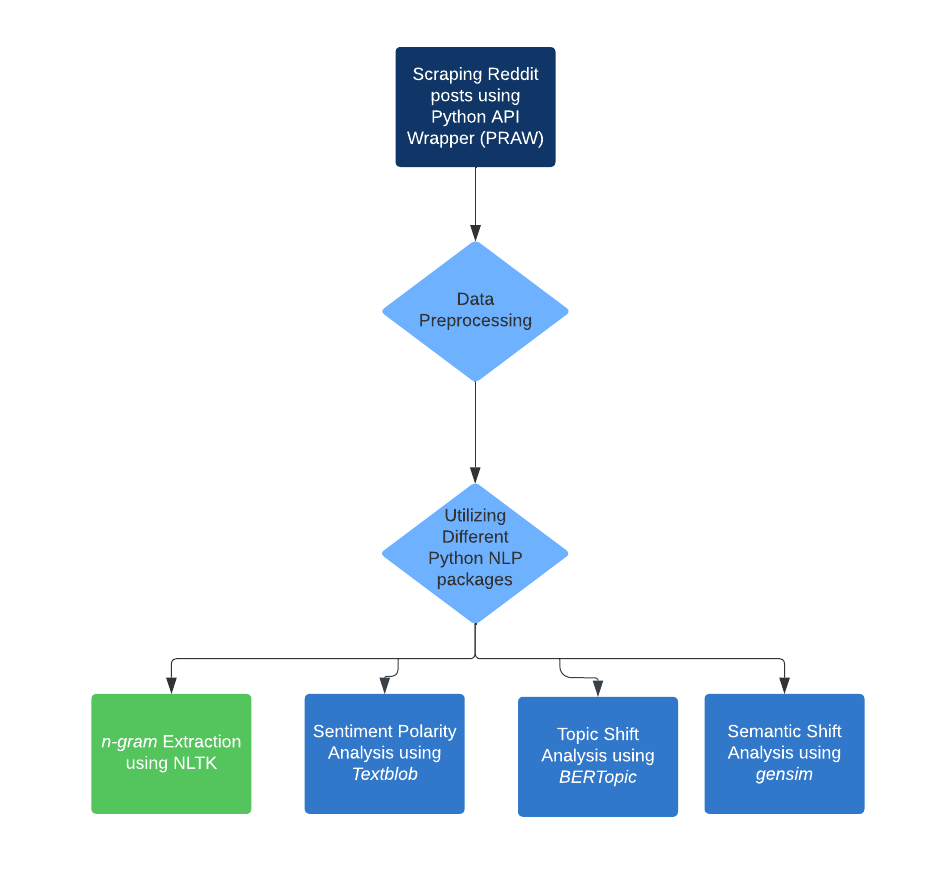 Scraping Reddit
posts using
Python API
Wrapper (PRAW)
Data
Preprocessing
Utilizing
Different
Python NLP
packages
n-gram Extraction
using NLTK
Sentiment Polarity
Analysis using
Textblob
Topic Shift
Analysis using
BERTopic
Semantic Shift
Analysis using
gensim